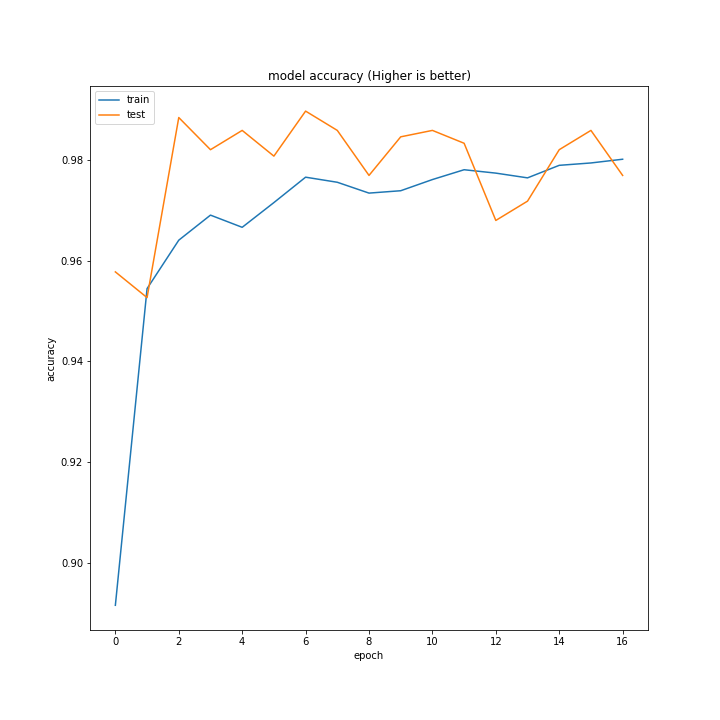 model accuracy (Higher is better)
train
test
0.98
0.96
0.94
0.92
0.90
accuracy
0 2 4 6 8 10 12 14 16
epoch